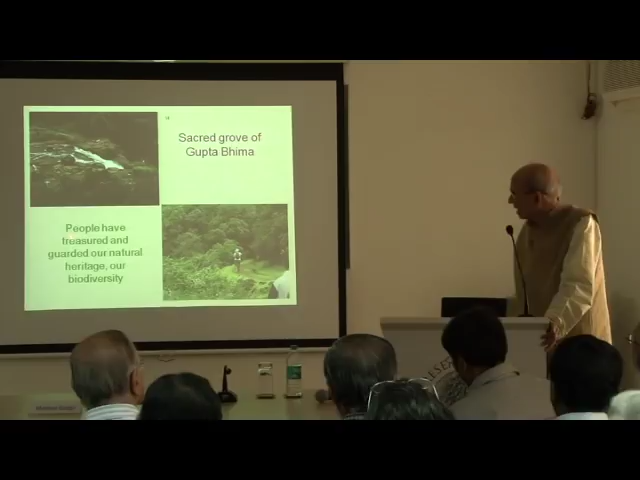 Sacred grove of
Gupta Bhima
People have
treasured and
guarded our natural
heritage, our
biodiversity